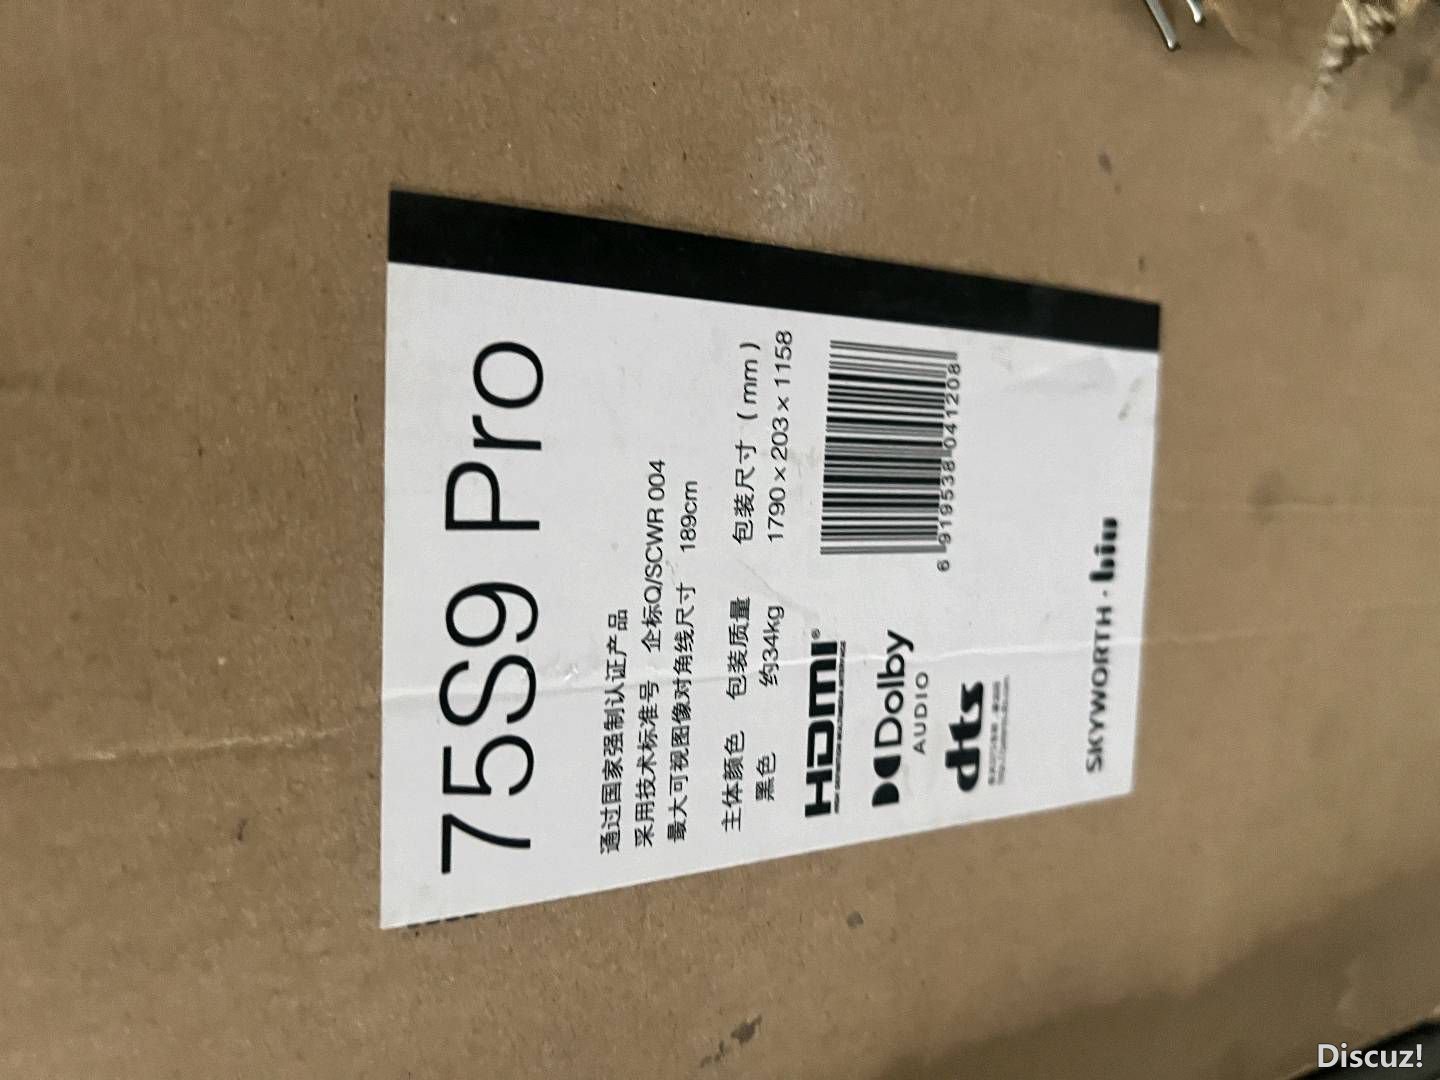 75S9 Pro
通过国家强制认证产品
采用技术标准号 企标Q/SCWR 004
最大可视图像对角线尺寸 189cm
主体颜色 包装质量 包装尺寸（mm）
黑色 约34kg 1790×203×1158
HDMI®
Dolby
AUDIO
dts
6 919538 041208
SKYWORTH·
Discuz!